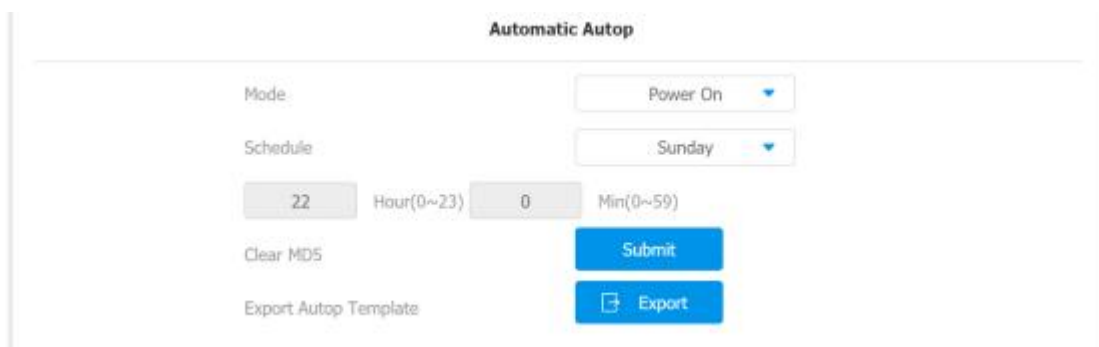 Automatic Autop
Mode Power On
Schedule Sunday
22 Hour(0~23) 0 Min(0~59)
Clear MD5 Submit
Export Autop Template Export